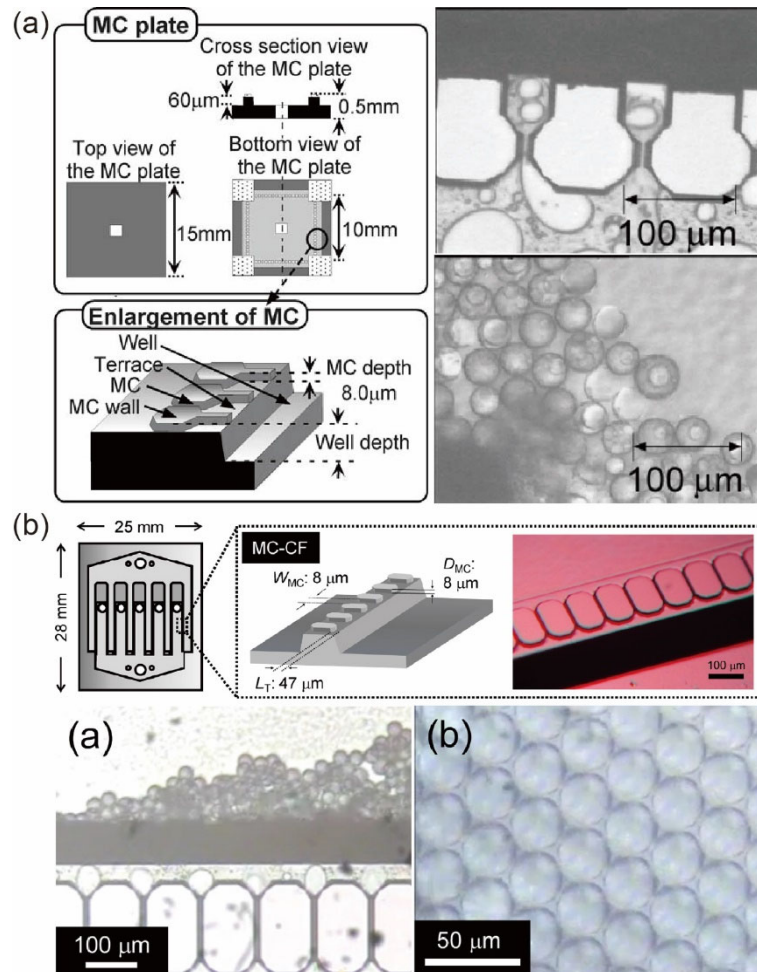 (a)
MC plate
Cross section view
of the MC plate
60μm
0.5mm
Top view of
the MC plate
Bottom view of
the MC plate
15mm
10mm
100 μm
Enlargement of MC
Well
Terrace
MC
MC wall
MC depth
8.0μm
Well depth
100 μm
(b)
25 mm
28 mm
MC-CF
WMC: 8 μm
DMC:
8 μm
LT: 47 μm
100 μm
(a)
100 μm
(b)
50 μm